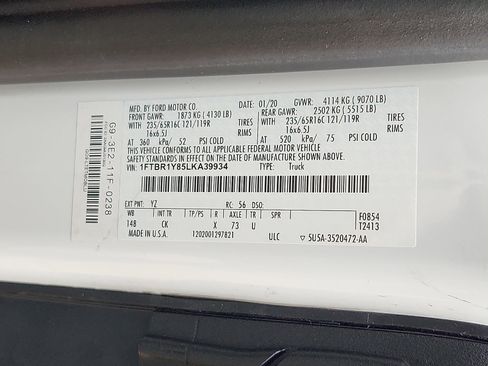 MFD. BY FORD MOTOR CO.
01/20 GVWR: 4114 KG ( 9070 LB)
FRONT GAWR: 1873 KG ( 4130 LB)
REAR GAWR: 2502 KG ( 5515 LB)
WITH 235/65R16C 121/119R TIRES
WITH 235/65R16C 121/119R TIRES
16x6.5J RIMS
16x6.5J RIMS
AT 360 kPa/ 52 PSI COLD
AT 520 kPa/ 75 PSI COLD
THIS VEHICLE CONFORMS TO ALL APPLICABLE FEDERAL MOTOR VEHICLE
SAFETY STANDARDS IN EFFECT ON THE DATE OF MANUFACTURE SHOWN ABOVE.
VIN: 1FTBR1Y85LKA39934 TYPE: Truck
EXT PNT: YZ RC: 56 DSO:
WB INT TR TP/PS R AXLE TR SPR
F0854
148 CK X 73 U
T2413
MADE IN U.S.A. 1202001297821 ULC ▽ 5U5A-3520472-AA
G9-3E2-11F-0238